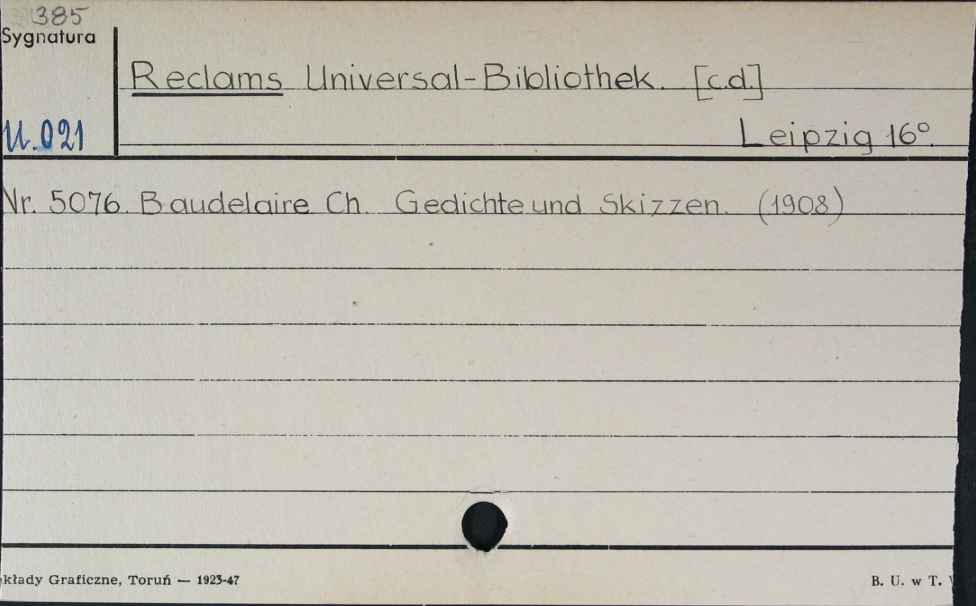 385
Sygnatura
Reclams Universal-Bibliothek. [c.d.]
U.021
Leipzig 16°.
Nr. 5076. Baudelaire Ch. Gedichte und Skizzen. (1908)
kłady Graficzne, Toruń — 1923-47
B. U. w T.